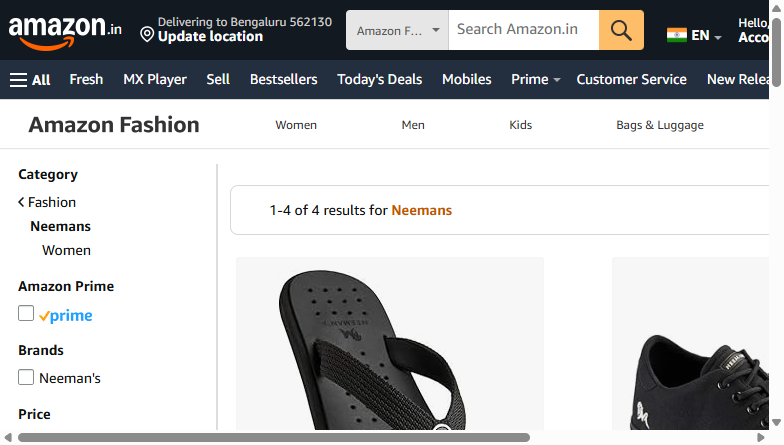 amazon.in
Delivering to Bengaluru 562130
Update location
Amazon F...
Search Amazon.in
EN
Hello,
Acco
All
Fresh
MX Player
Sell
Bestsellers
Today's Deals
Mobiles
Prime
Customer Service
New Relea
Amazon Fashion
Women
Men
Kids
Bags & Luggage
Category
Fashion
Neemans
Women
Amazon Prime
prime
Brands
Neeman's
Price
1-4 of 4 results for Neemans
NEEMAN'S